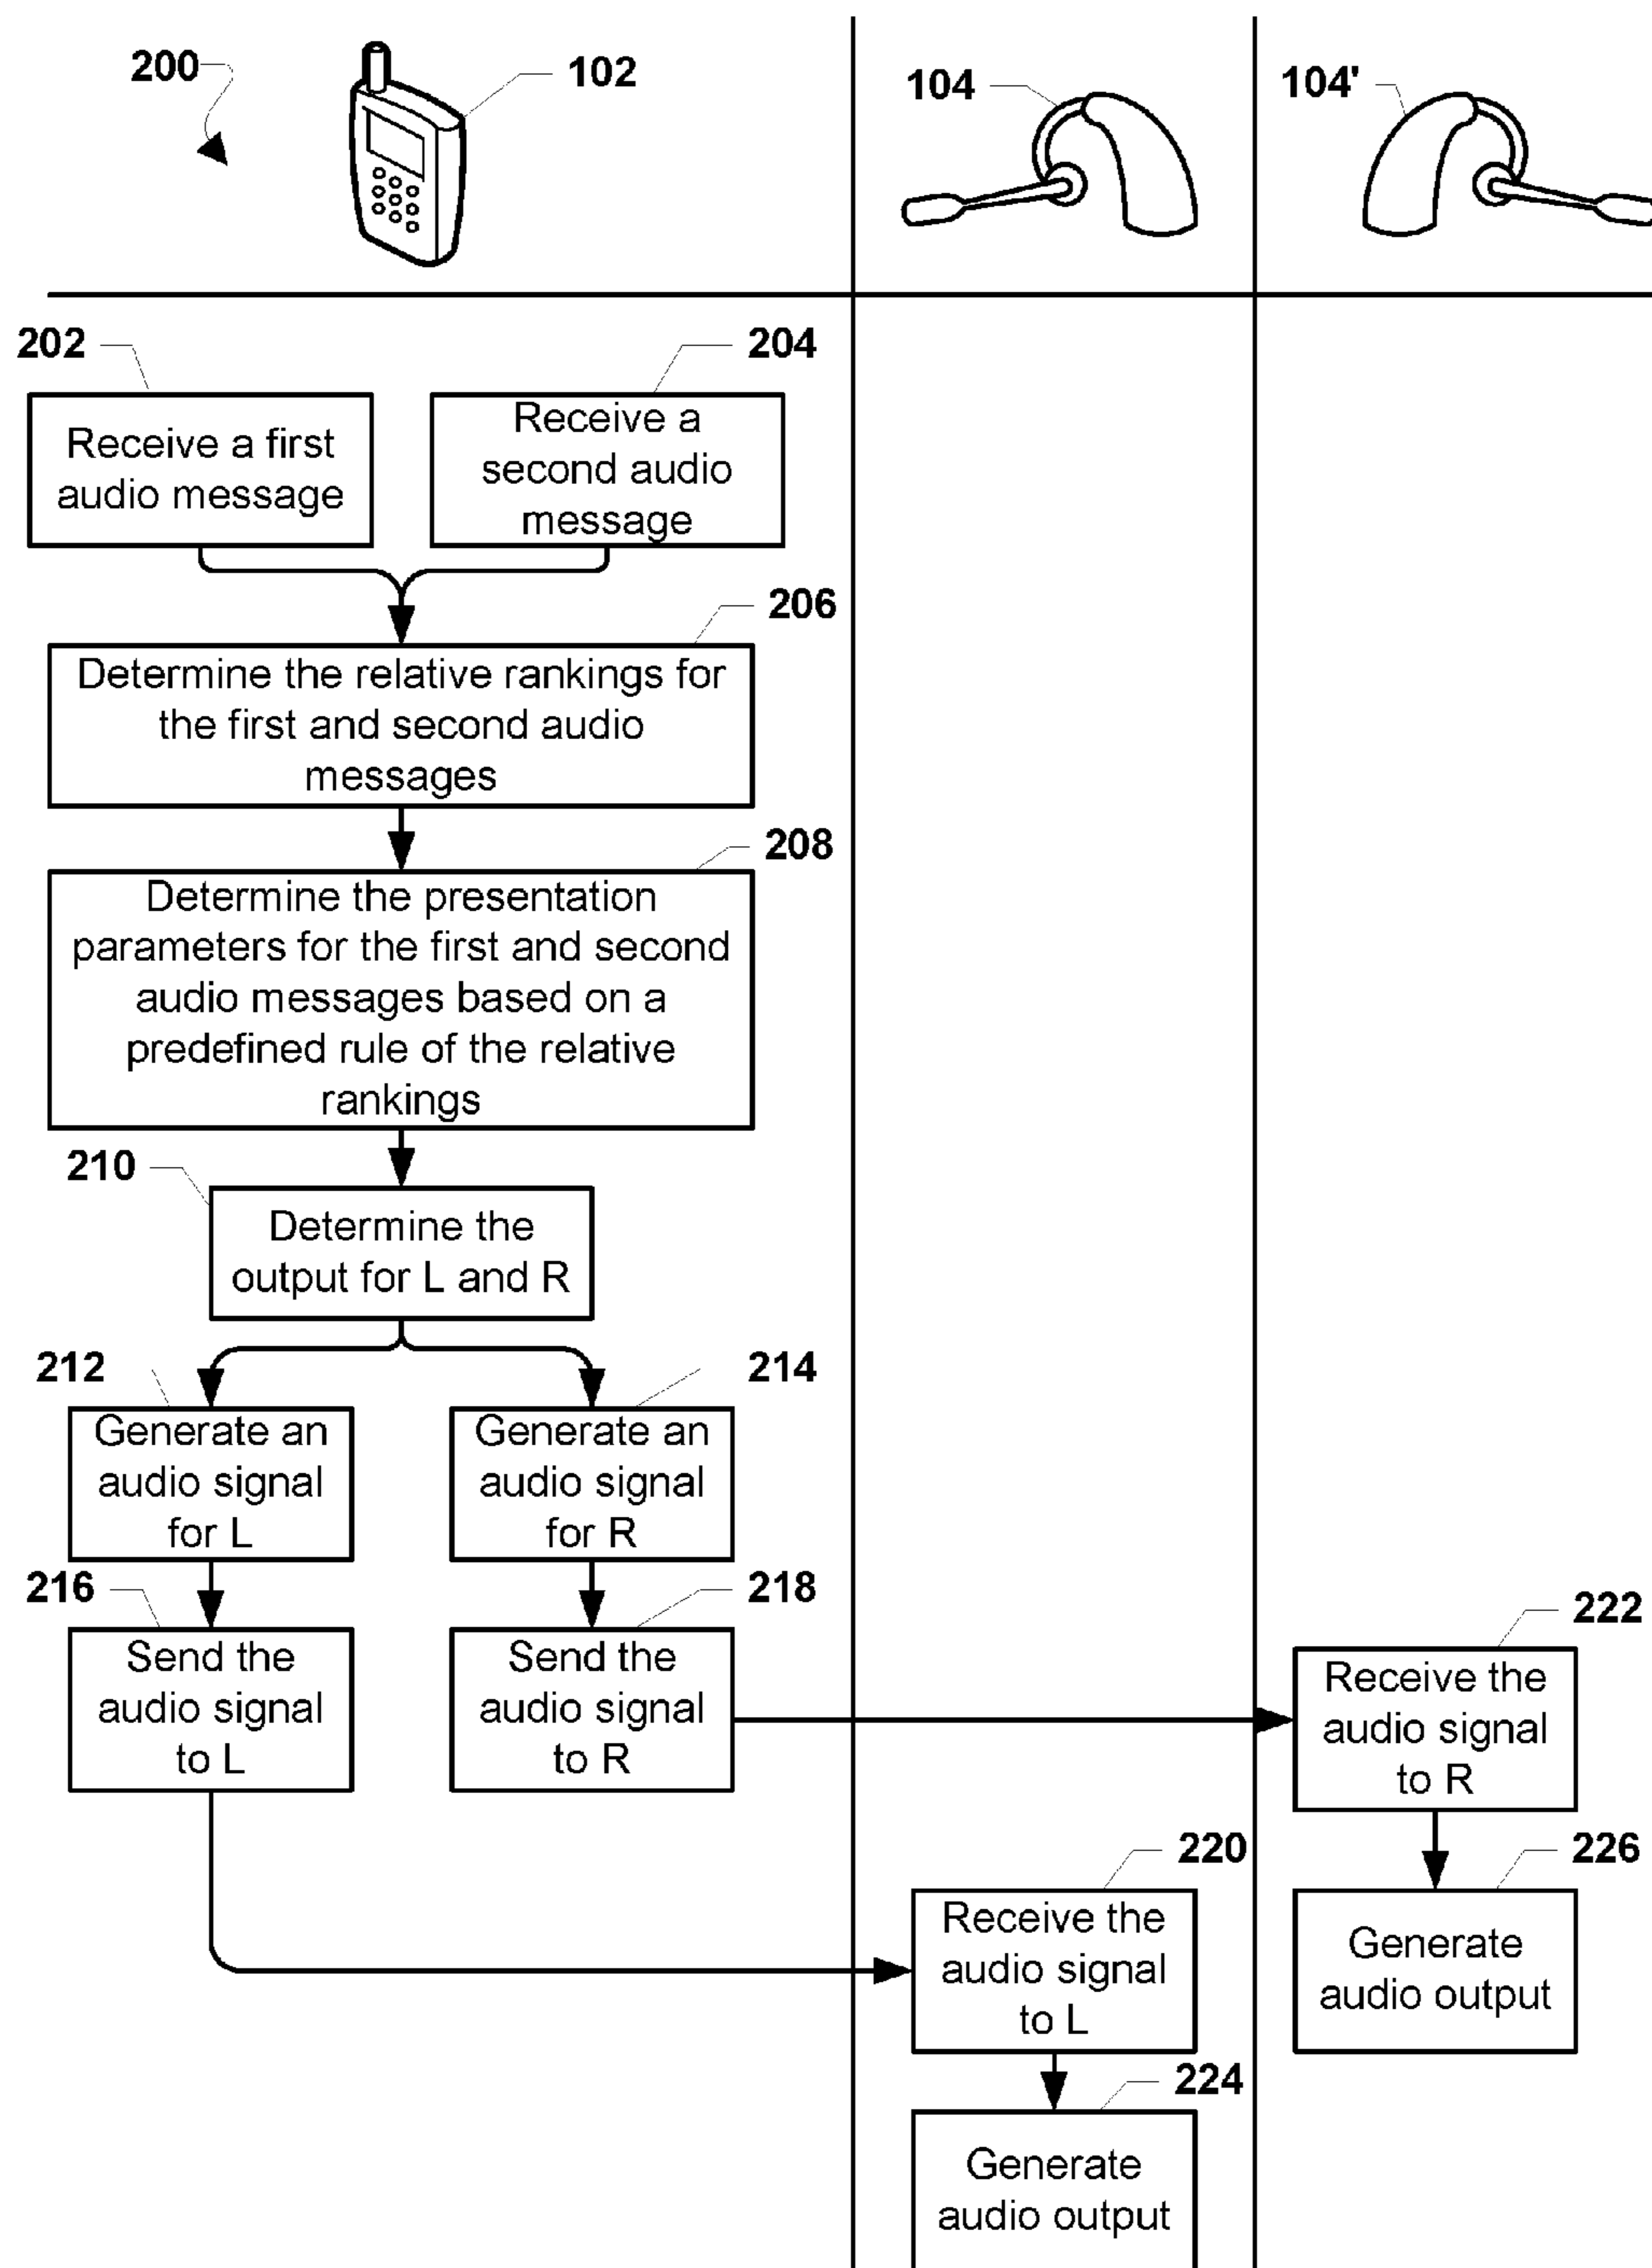 200
102
104
104'
202
204
Receive a first
audio message
Receive a
second audio
message
206
Determine the relative rankings for
the first and second audio
messages
208
Determine the presentation
parameters for the first and second
audio messages based on a
predefined rule of the relative
rankings
210
Determine the
output for L and R
212
214
Generate an
audio signal
for L
Generate an
audio signal
for R
216
218
222
Send the
audio signal
to L
Send the
audio signal
to R
Receive the
audio signal
to R
220
226
Receive the
audio signal
to L
Generate
audio output
224
Generate
audio output